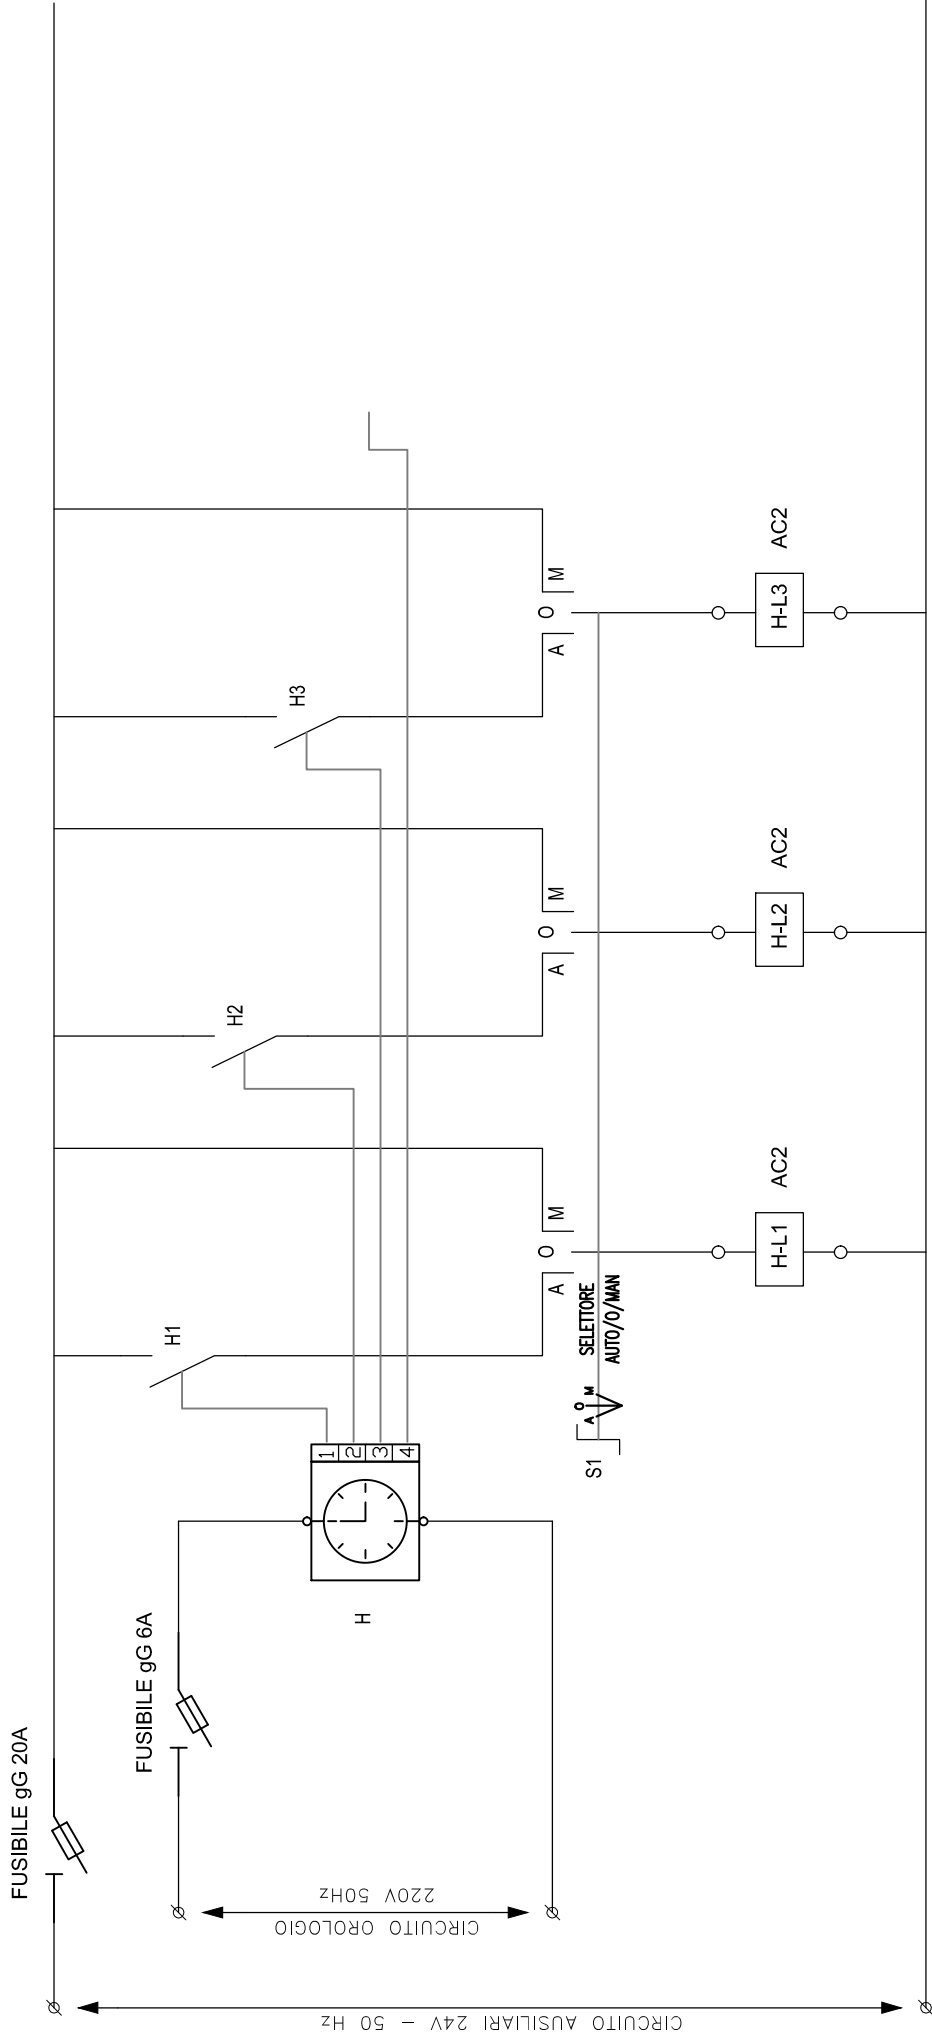 FUSIBILE gG 20A
FUSIBILE gG 6A
CIRCUITO AUSILIARI 24V – 50 Hz
CIRCUITO OROLOGIO
220V 50Hz
H
1
2
3
4
H1
H2
H3
A
O
M
A
O
M
A
O
M
S1
A O M
SELETTORE
AUTO/O/MAN
H-L1
AC2
H-L2
AC2
H-L3
AC2